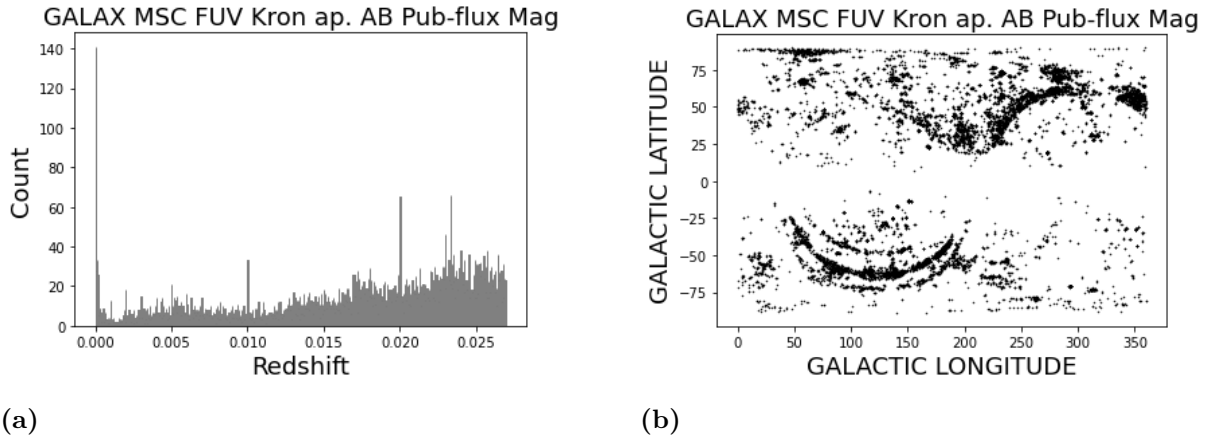 GALAX MSC FUV Kron ap. AB Pub-flux Mag
140
120
100
80
60
40
20
0
Count
0.000 0.005 0.010 0.015 0.020 0.025
Redshift
(a)
GALAX MSC FUV Kron ap. AB Pub-flux Mag
75
50
25
0
−25
−50
−75
GALACTIC LATITUDE
0 50 100 150 200 250 300 350
GALACTIC LONGITUDE
(b)